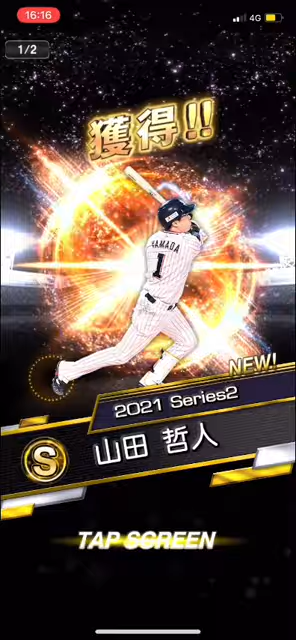 16:16
4G
1/2
獲得!!
YAMADA
1
NEW!
2021 Series2
S
山田 哲人
TAP SCREEN